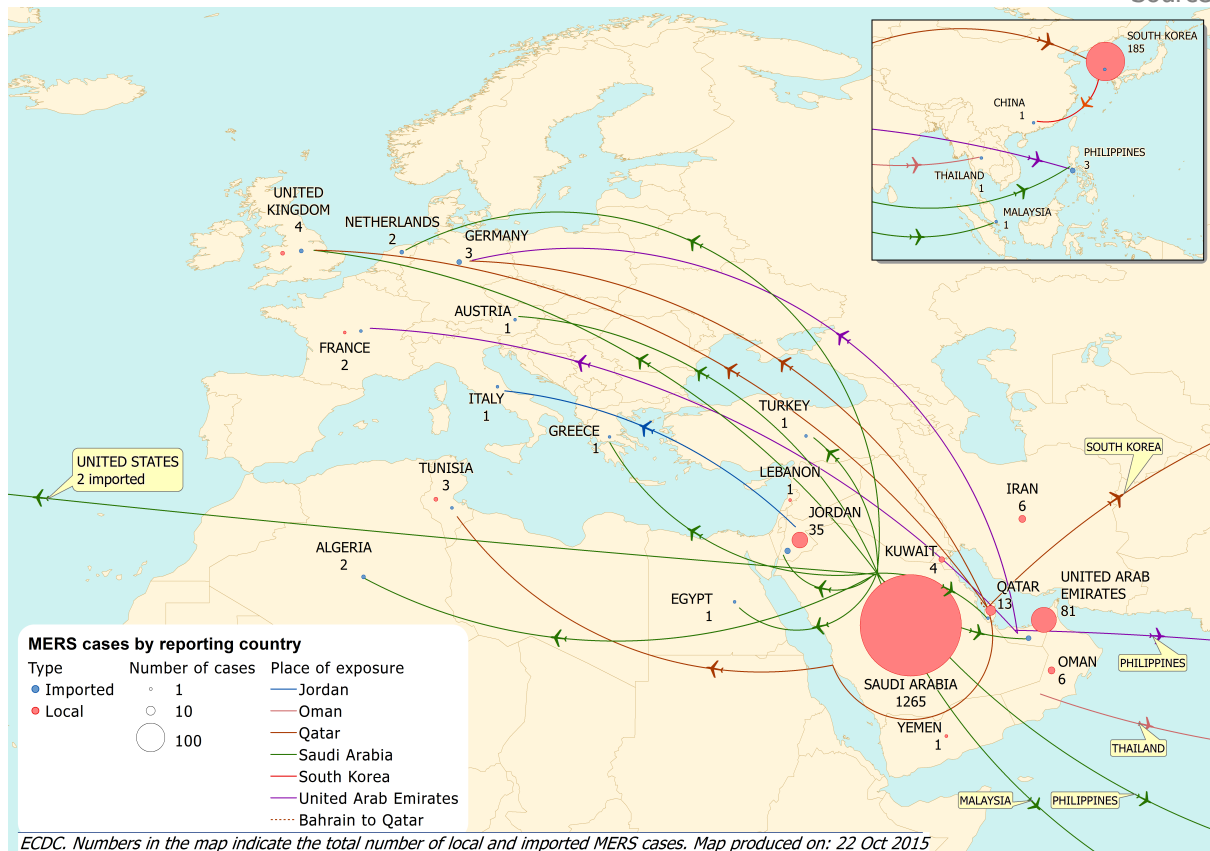 SOUTH KOREA
185
CHINA
1
PHILIPPINES
3
THAILAND
1
MALAYSIA
1
UNITED
KINGDOM
4
NETHERLANDS
2
GERMANY
3
AUSTRIA
1
FRANCE
2
ITALY
1
GREECE
1
TURKEY
1
LEBANON
1
JORDAN
35
UNITED STATES
2 imported
TUNISIA
3
ALGERIA
2
EGYPT
1
KUWAIT
4
IRAN
6
SOUTH KOREA
QATAR
13
UNITED ARAB
EMIRATES
81
PHILIPPINES
OMAN
6
SAUDI ARABIA
1265
YEMEN
1
THAILAND
MALAYSIA
PHILIPPINES
MERS cases by reporting country
Type
Imported
Local
Number of cases
1
10
100
Place of exposure
Jordan
Oman
Qatar
Saudi Arabia
South Korea
United Arab Emirates
Bahrain to Qatar
ECDC. Numbers in the map indicate the total number of local and imported MERS cases. Map produced on: 22 Oct 2015